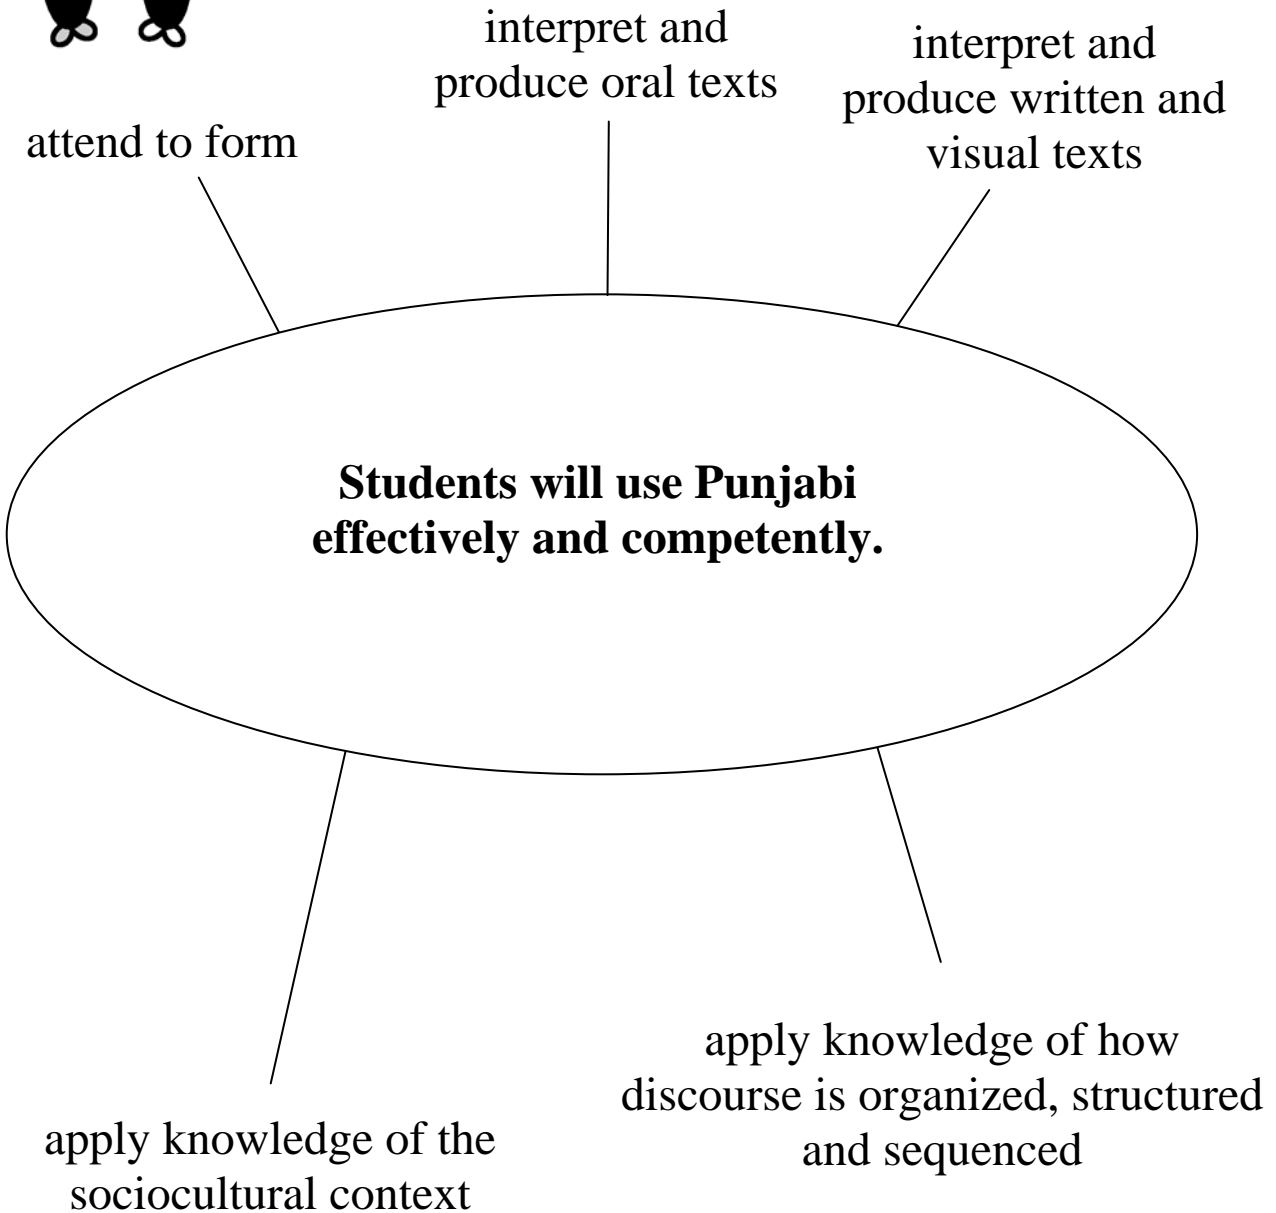 attend to form
interpret and
produce oral texts
interpret and
produce written and
visual texts
Students will use Punjabi
effectively and competently.
apply knowledge of the
sociocultural context
apply knowledge of how
discourse is organized, structured
and sequenced